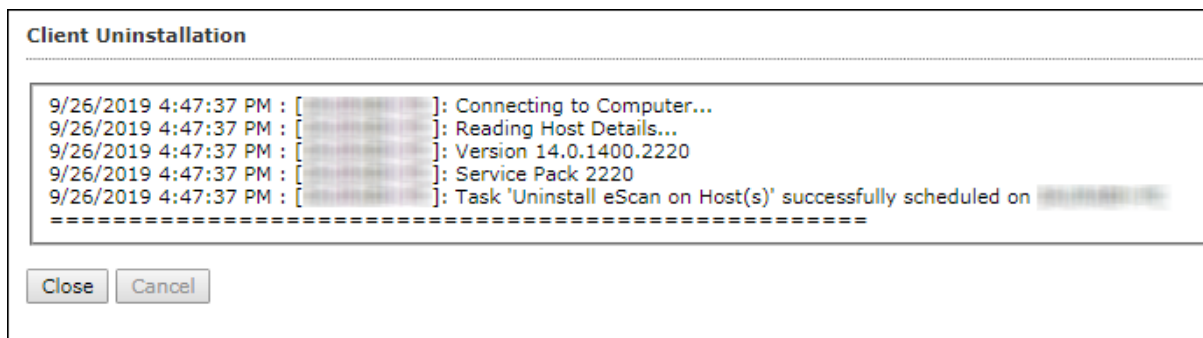 Client Uninstallation
9/26/2019 4:47:37 PM : [ ]: Connecting to Computer...
9/26/2019 4:47:37 PM : [ ]: Reading Host Details...
9/26/2019 4:47:37 PM : [ ]: Version 14.0.1400.2220
9/26/2019 4:47:37 PM : [ ]: Service Pack 2220
9/26/2019 4:47:37 PM : [ ]: Task 'Uninstall eScan on Host(s)' successfully scheduled on
=====================================================
Close Cancel